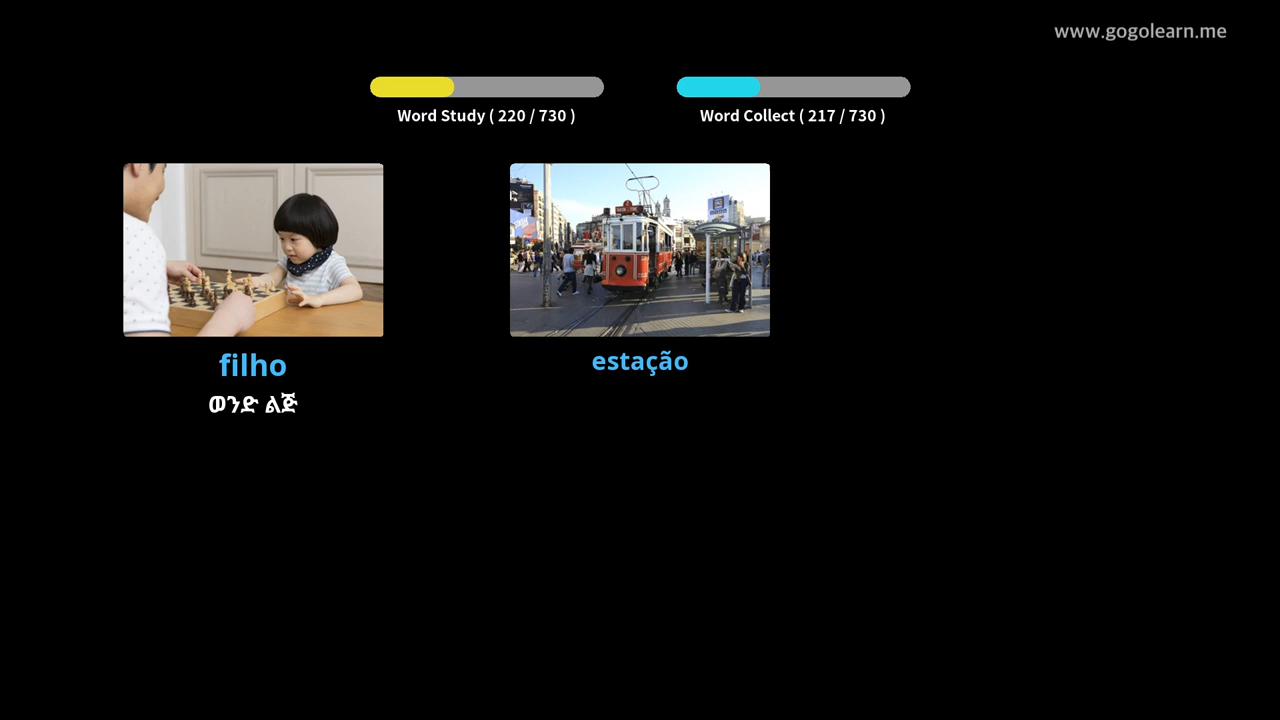 www.gogolearn.me
Word Study ( 220 / 730 )
Word Collect ( 217 / 730 )
filho
ወንድ ልጅ
estação